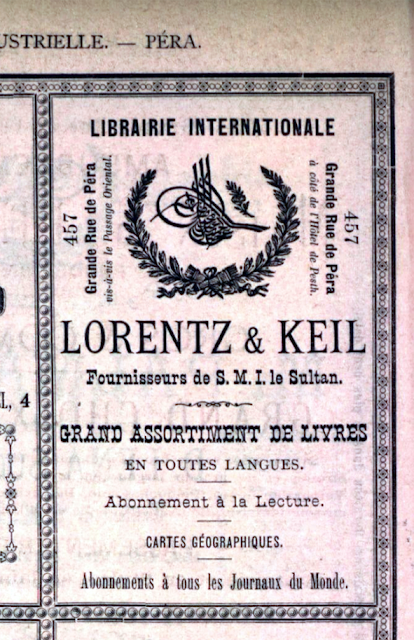 USTRIELLE. — PÉRA.
LIBRAIRIE INTERNATIONALE
457
Grande Rue de Péra
vis-à-vis le Passage Oriental.
457
Grande Rue de Péra
à côté de l'Hôtel de Pesth.
LORENTZ & KEIL
Fournisseurs de S. M. I. le Sultan.
GRAND ASSORTIMENT DE LIVRES
EN TOUTES LANGUES.
Abonnement à la Lecture.
CARTES GÉOGRAPHIQUES.
Abonnements à tous les Journaux du Monde.
4